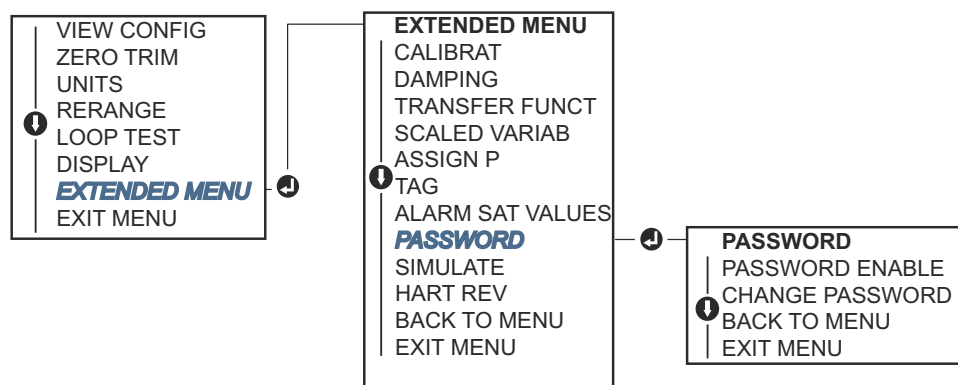 VIEW CONFIG
ZERO TRIM
UNITS
RERANGE
LOOP TEST
DISPLAY
EXTENDED MENU
EXIT MENU
EXTENDED MENU
CALIBRAT
DAMPING
TRANSFER FUNCT
SCALED VARIAB
ASSIGN P
TAG
ALARM SAT VALUES
PASSWORD
SIMULATE
HART REV
BACK TO MENU
EXIT MENU
PASSWORD
PASSWORD ENABLE
CHANGE PASSWORD
BACK TO MENU
EXIT MENU